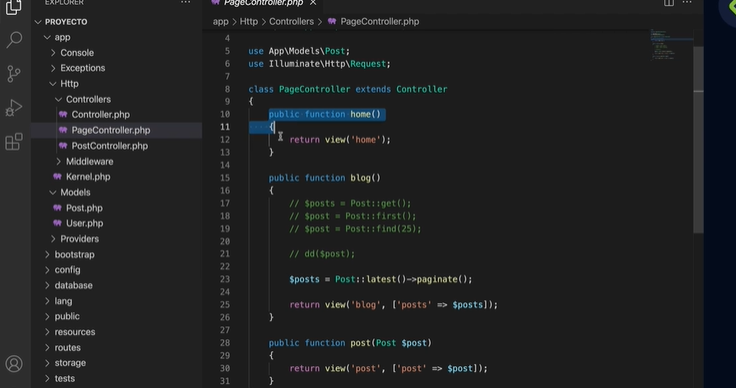 EXPLORER
PROYECTO
app
Console
Exceptions
Http
Controllers
Controller.php
PageController.php
PostController.php
Middleware
Kernel.php
Models
Post.php
User.php
Providers
bootstrap
config
database
lang
public
resources
routes
storage
tests
PageController.php
app > Http > Controllers > PageController.php
4
5 use App\Models\Post;
6 use Illuminate\Http\Request;
7
8 class PageController extends Controller
9 {
10 public function home()
11 {
12 return view('home');
13 }
14
15 public function blog()
16 {
17 // $posts = Post::get();
18 // $post = Post::first();
19 // $post = Post::find(25);
20
21 // dd($post);
22
23 $posts = Post::latest()->paginate();
24
25 return view('blog', ['posts' => $posts]);
26 }
27
28 public function post(Post $post)
29 {
30 return view('post', ['post' => $post]);
31 }